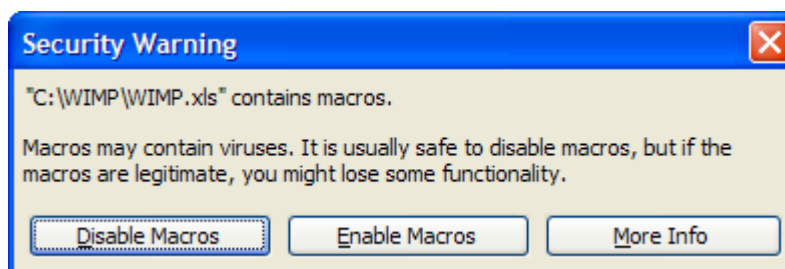 Security Warning
"C:\WIMP\WIMP.xls" contains macros.
Macros may contain viruses. It is usually safe to disable macros, but if the
macros are legitimate, you might lose some functionality.
Disable Macros Enable Macros More Info